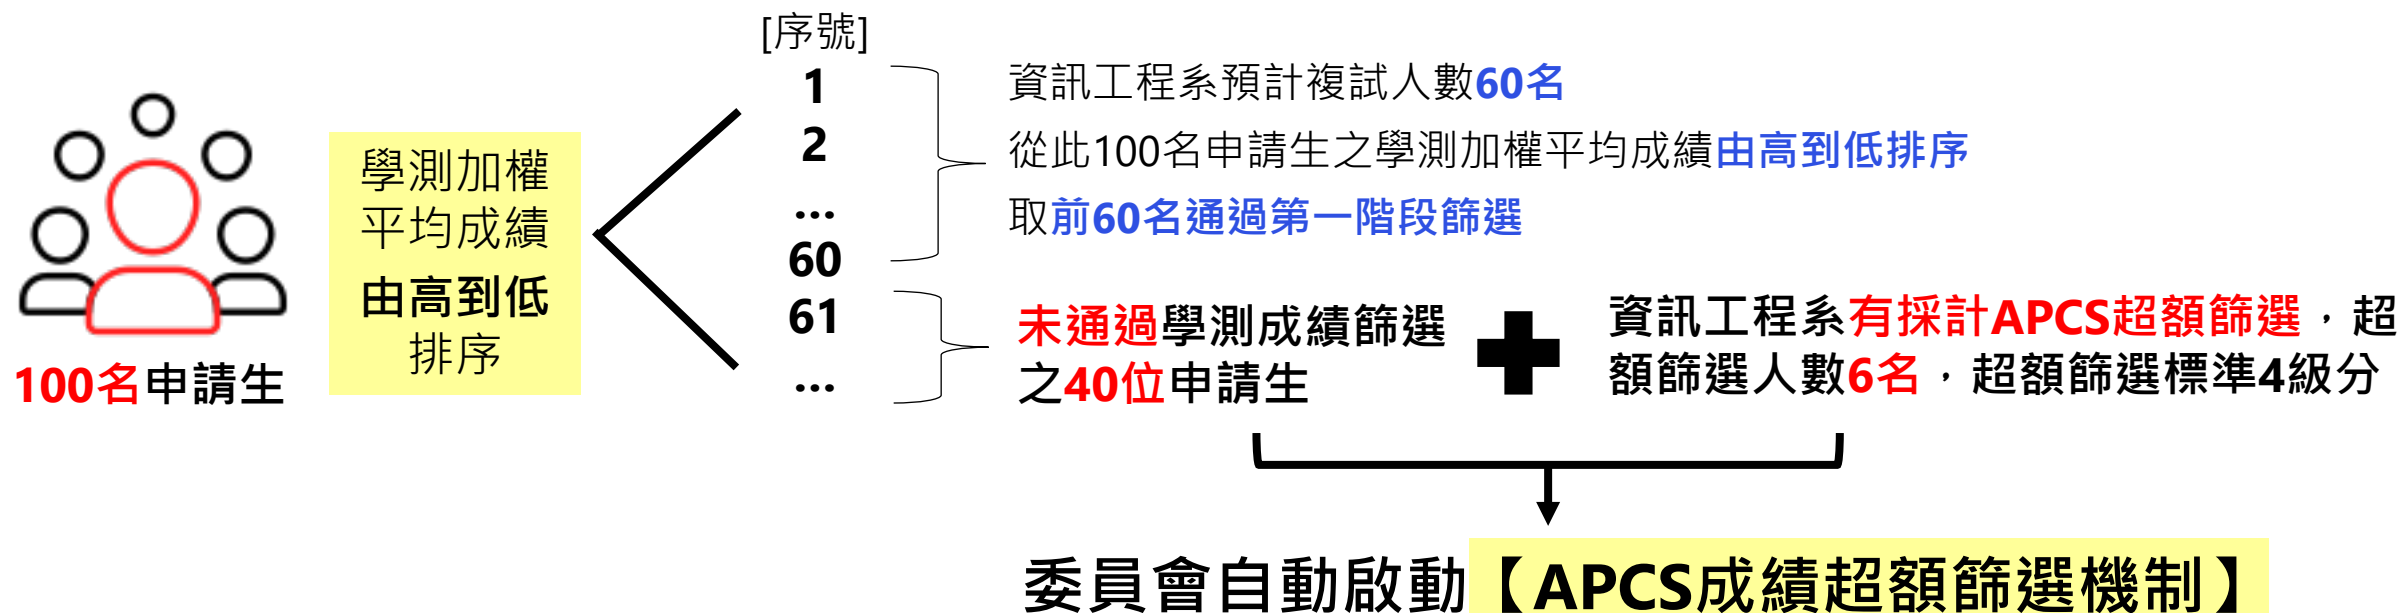 100名申請生
學測加權
平均成績
由高到低
排序
[序號]
1
2
...
60
61
...
資訊工程系預計複試人數60名
從此100名申請生之學測加權平均成績由高到低排序
取前60名通過第一階段篩選
未通過學測成績篩選
之40位申請生
資訊工程系有採計APCS超額篩選，超
額篩選人數6名，超額篩選標準4級分
委員會自動啟動【APCS成績超額篩選機制】